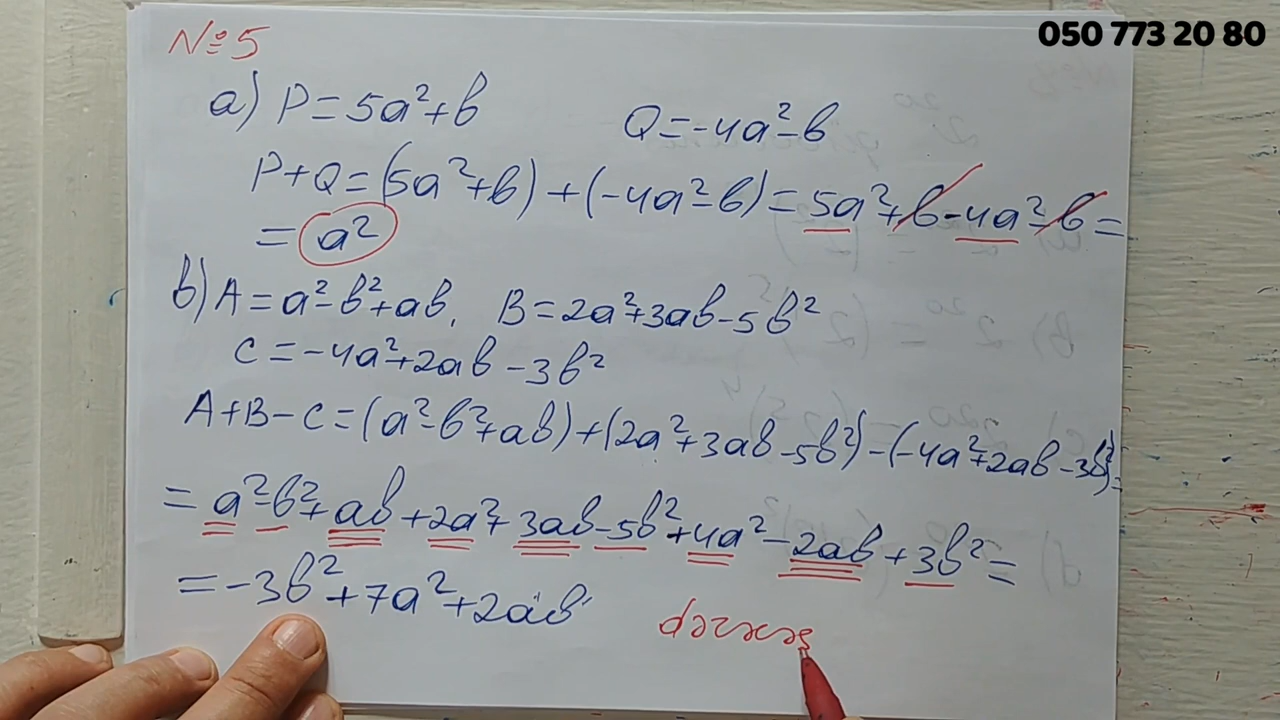 050 773 20 80
№5
a) P=5a²+b Q=-4a²-b
P+Q=(5a²+b)+(-4a²-b)=5a²+b-4a²-b=
=a²
b) A=a²-b²+ab, B=2a²+3ab-5b²
C=-4a²+2ab-3b²
A+B-C=(a²-b²+ab)+(2a²+3ab-5b²)-(-4a²+2ab-3b²)=
=a²-b²+ab+2a²+3ab-5b²+4a²-2ab+3b²=
=-3b²+7a²+2ab